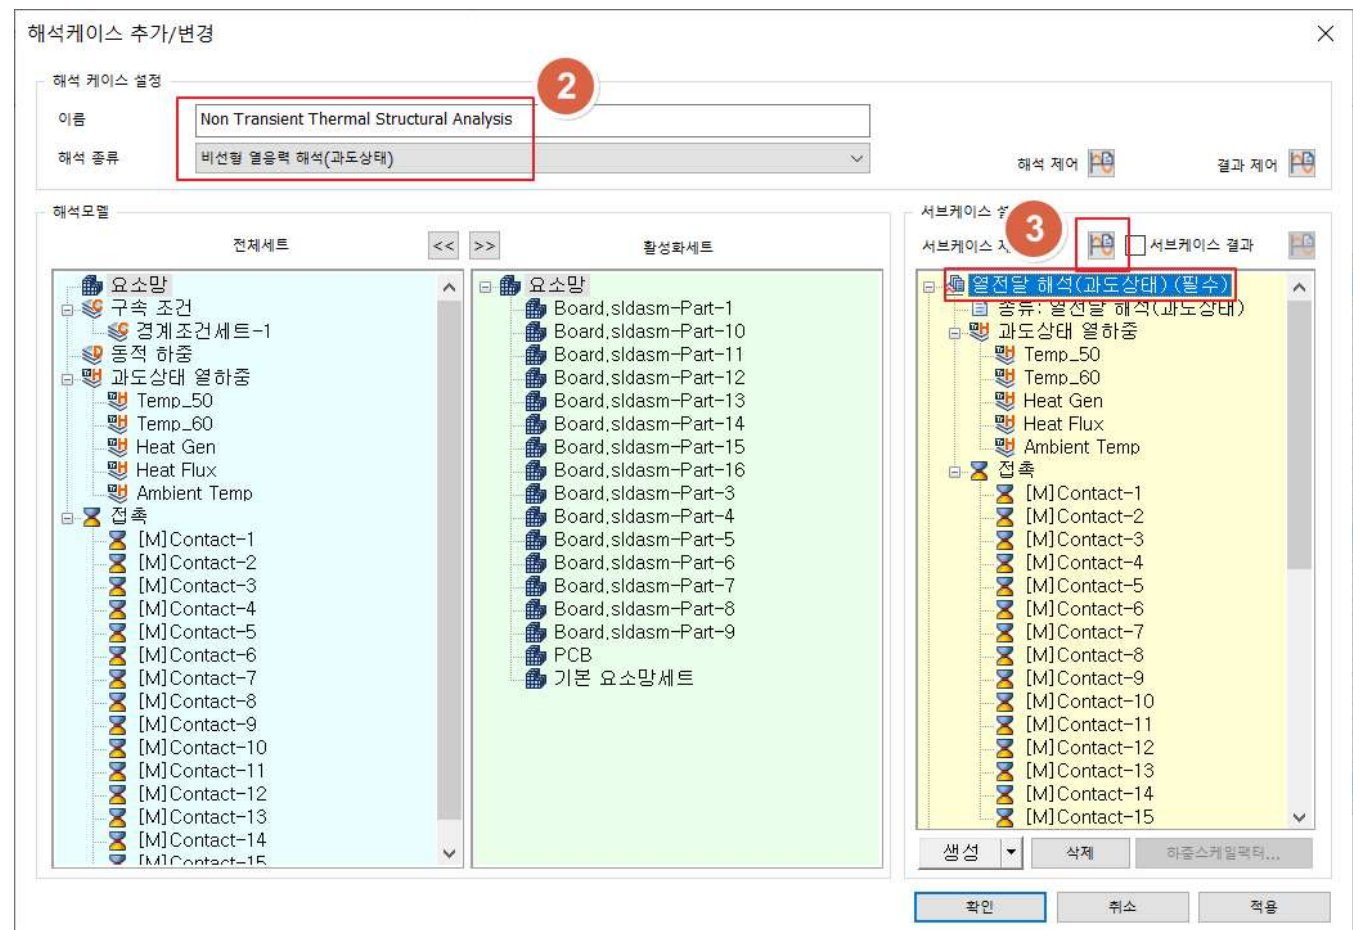 해석케이스 추가/변경
해석 케이스 설정
2
이름
Non Transient Thermal Structural Analysis
해석 종류
비선형 열응력 해석(과도상태)
해석 제어
결과 제어
해석모델
전체세트
<<
>>
활성화세트
요소망
구속 조건
경계조건세트-1
동적 하중
과도상태 열하중
Temp_50
Temp_60
Heat Gen
Heat Flux
Ambient Temp
접촉
[M]Contact-1
[M]Contact-2
[M]Contact-3
[M]Contact-4
[M]Contact-5
[M]Contact-6
[M]Contact-7
[M]Contact-8
[M]Contact-9
[M]Contact-10
[M]Contact-11
[M]Contact-12
[M]Contact-13
[M]Contact-14
[M]Contact-15
요소망
Board.sldasm-Part-1
Board.sldasm-Part-10
Board.sldasm-Part-11
Board.sldasm-Part-12
Board.sldasm-Part-13
Board.sldasm-Part-14
Board.sldasm-Part-15
Board.sldasm-Part-16
Board.sldasm-Part-3
Board.sldasm-Part-4
Board.sldasm-Part-5
Board.sldasm-Part-6
Board.sldasm-Part-7
Board.sldasm-Part-8
Board.sldasm-Part-9
PCB
기본 요소망세트
서브케이스
3
서브케이스
서브케이스 결과
열전달 해석(과도상태) (필수)
종류: 열전달 해석(과도상태)
과도상태 열하중
Temp_50
Temp_60
Heat Gen
Heat Flux
Ambient Temp
접촉
[M]Contact-1
[M]Contact-2
[M]Contact-3
[M]Contact-4
[M]Contact-5
[M]Contact-6
[M]Contact-7
[M]Contact-8
[M]Contact-9
[M]Contact-10
[M]Contact-11
[M]Contact-12
[M]Contact-13
[M]Contact-14
[M]Contact-15
생성
삭제
하중스케일팩터...
확인
취소
적용